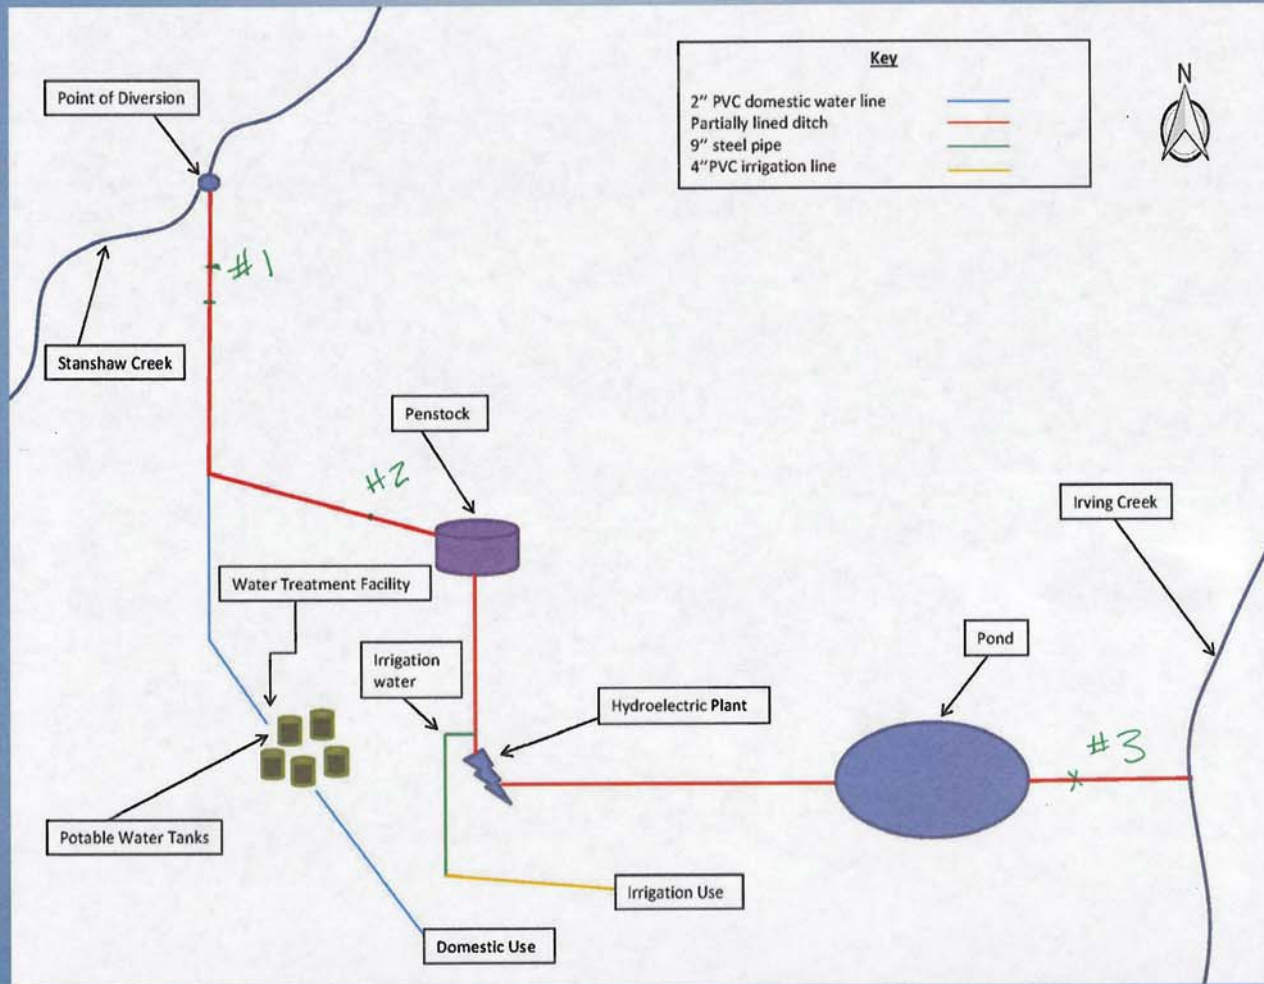 Key
2" PVC domestic water line
Partially lined ditch
9" steel pipe
4"PVC irrigation line
N
Point of Diversion
#1
Stanshaw Creek
Penstock
#2
Irving Creek
Water Treatment Facility
Irrigation
water
Pond
Hydroelectric Plant
#3
Potable Water Tanks
Irrigation Use
Domestic Use